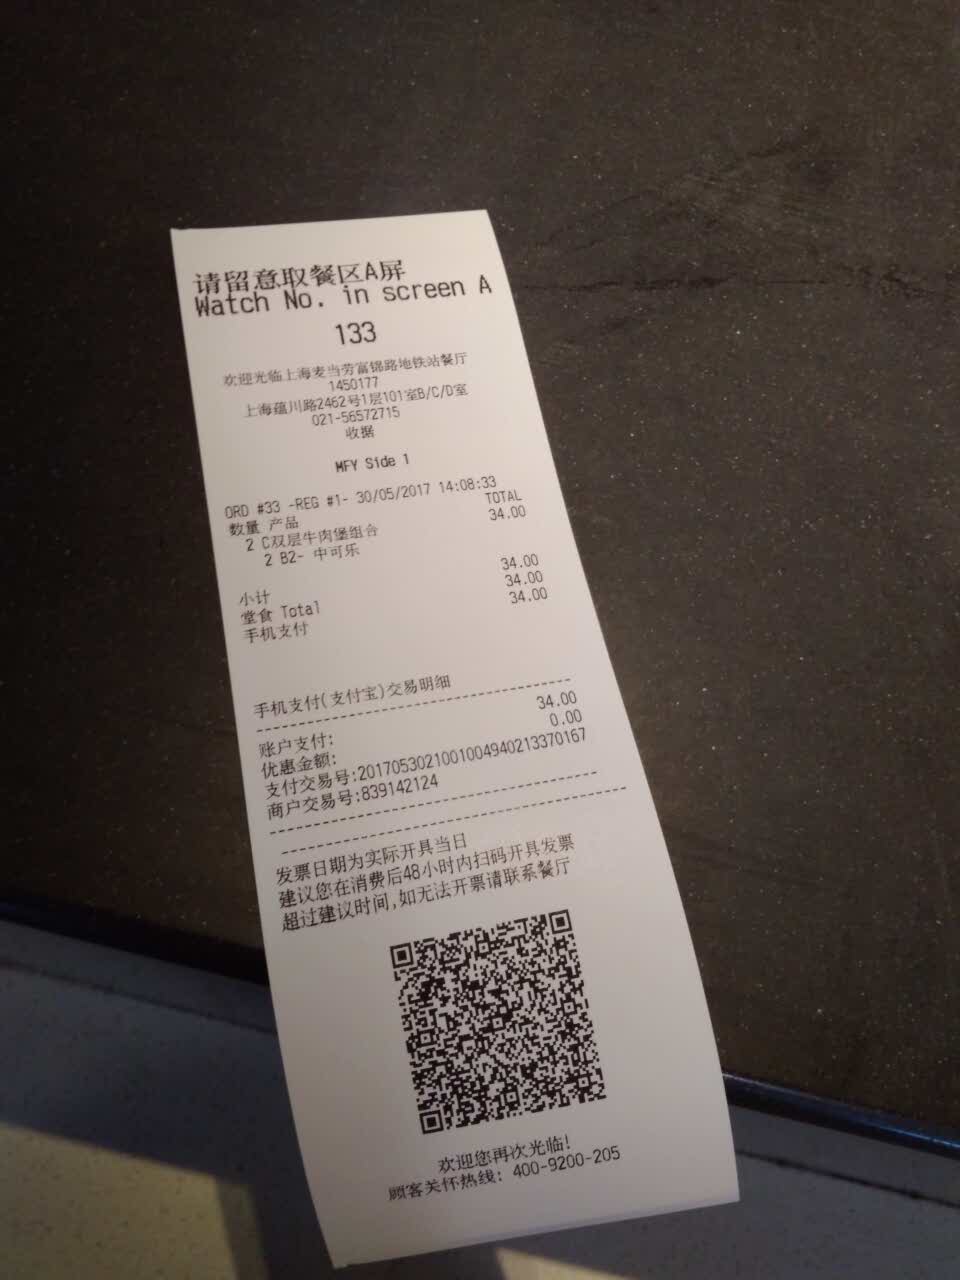 请留意取餐区A屏
Watch No. in screen A
133
欢迎光临上海麦当劳富锦路地铁站餐厅
1450177
上海蕴川路2462号1层101室B/C/D室
021-56572715
收据
MFY Side 1
ORD #33 -REG #1- 30/05/2017 14:08:33
数量 产品 TOTAL
2 C双层牛肉堡组合 34.00
2 B2- 中可乐
小计 34.00
堂食 Total 34.00
手机支付 34.00
手机支付(支付宝)交易明细
账户支付: 34.00
优惠金额: 0.00
支付交易号:2017053021001004940213370167
商户交易号:839142124
发票日期为实际开具当日
建议您在消费后48小时内扫码开具发票
超过建议时间,如无法开票请联系餐厅
欢迎您再次光临!
顾客关怀热线: 400-9200-205